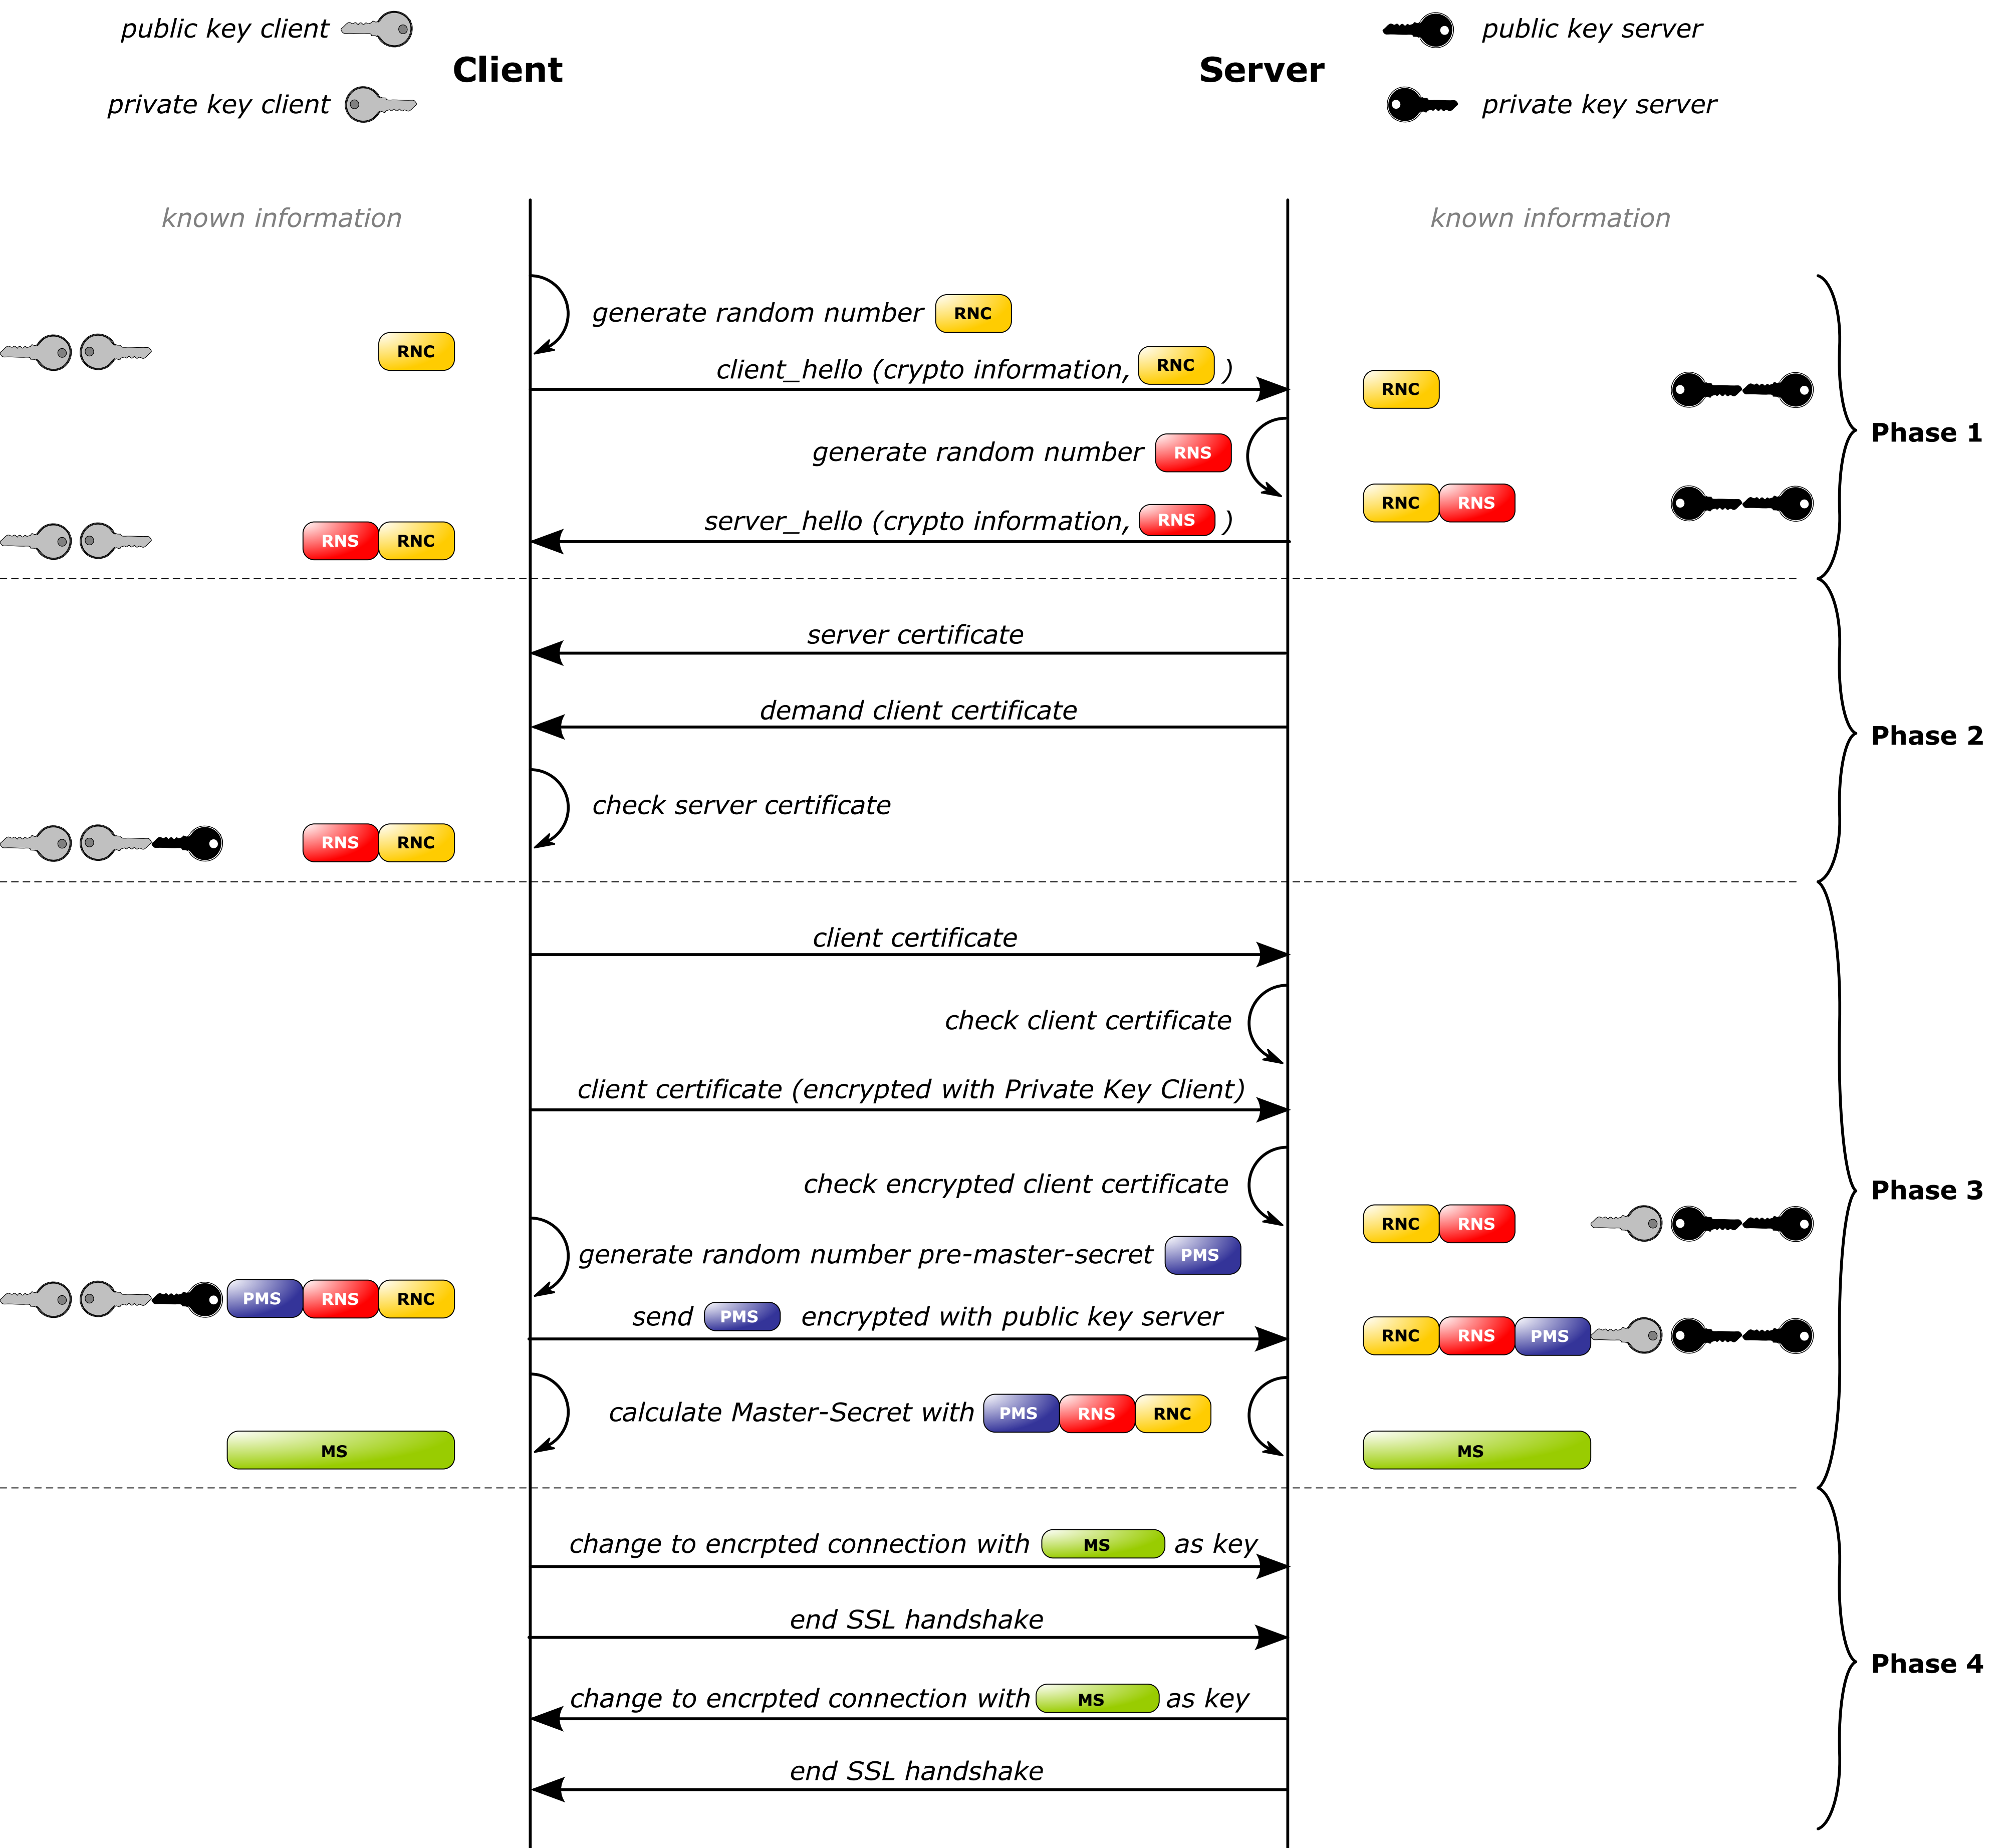 public key client
public key server
Client
Server
private key client
private key server
known information
known information
generate random number RNC
RNC
client_hello (crypto information, RNC )
RNC
Phase 1
generate random number RNS
RNC RNS
server_hello (crypto information, RNS )
RNS RNC
server certificate
demand client certificate
Phase 2
check server certificate
RNS RNC
client certificate
check client certificate
client certificate (encrypted with Private Key Client)
check encrypted client certificate
Phase 3
RNC RNS
generate random number pre-master-secret PMS
PMS RNS RNC
send PMS encrypted with public key server
RNC RNS PMS
calculate Master-Secret with PMS RNS RNC
MS
MS
change to encrpted connection with MS as key
end SSL handshake
Phase 4
change to encrpted connection with MS as key
end SSL handshake